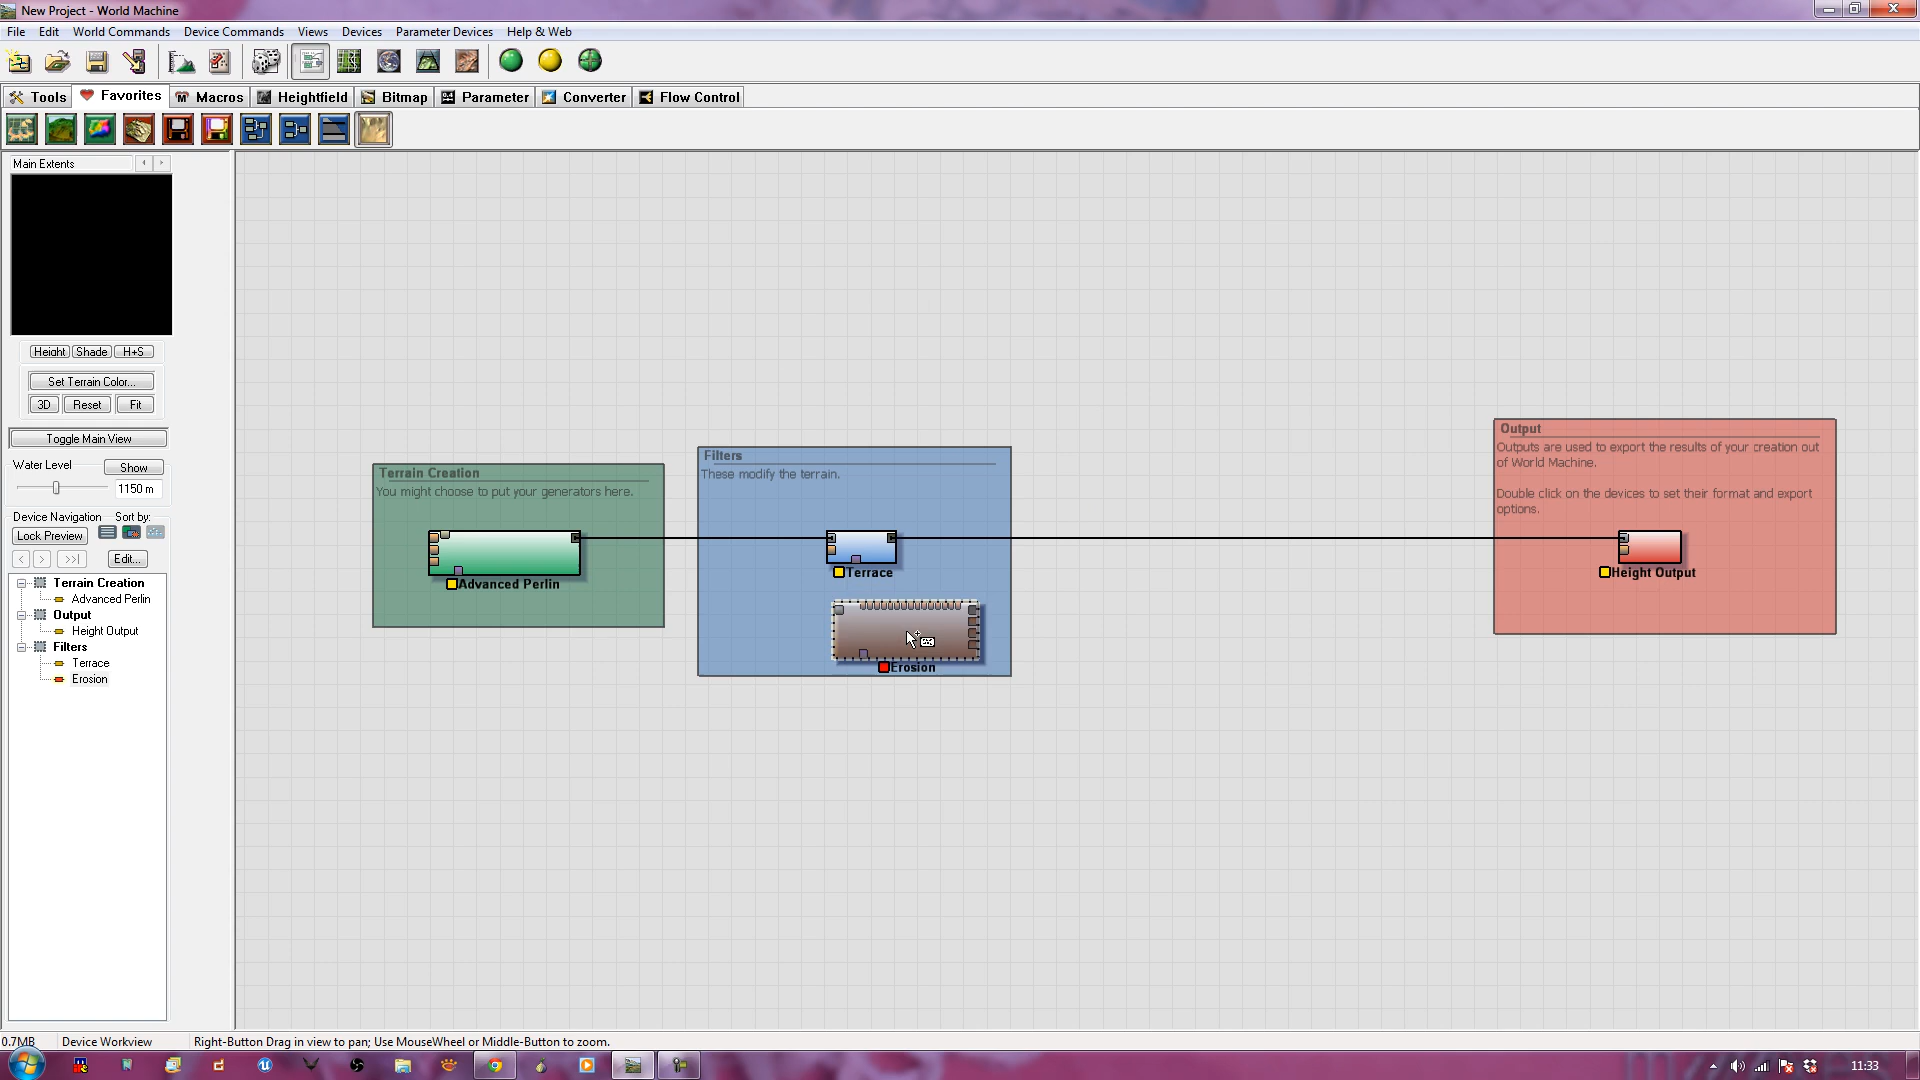 New Project - World Machine
File Edit World Commands Device Commands Views Devices Parameter Devices Help & Web
Tools Favorites Macros Heightfield Bitmap Parameter Converter Flow Control
Main Extents
Height Shade H+S
Set Terrain Color...
3D Reset Fit
Toggle Main View
Water Level Show
1150 m
Device Navigation Sort by:
Lock Preview
< > >>| Edit...
Terrain Creation
Advanced Perlin
Output
Height Output
Filters
Terrace
Erosion
Terrain Creation
You might choose to put your generators here.
Advanced Perlin
Filters
These modify the terrain.
Terrace
Erosion
Output
Outputs are used to export the results of your creation out
of World Machine.
Double click on the devices to set their format and export
options.
Height Output
0.7MB Device Workview Right-Button Drag in view to pan; Use MouseWheel or Middle-Button to zoom.
11:33